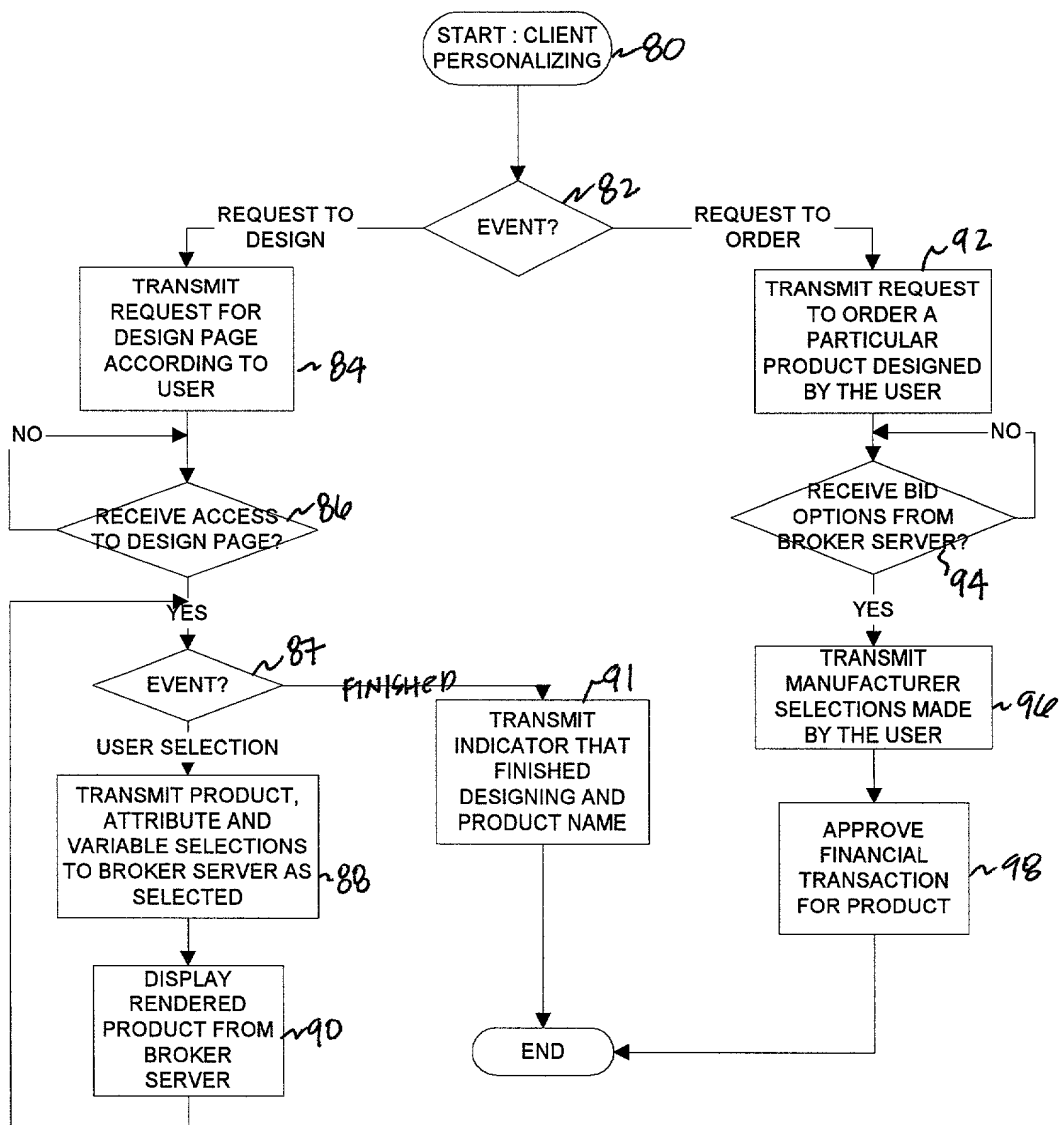 START : CLIENT
PERSONALIZING
80
82
EVENT?
REQUEST TO
DESIGN
REQUEST TO
ORDER
TRANSMIT
REQUEST FOR
DESIGN PAGE
ACCORDING TO
USER
84
92
TRANSMIT REQUEST
TO ORDER A
PARTICULAR
PRODUCT DESIGNED
BY THE USER
NO
NO
RECEIVE ACCESS
TO DESIGN PAGE?
86
RECEIVE BID
OPTIONS FROM
BROKER SERVER?
94
YES
YES
EVENT?
87
FINISHED
91
TRANSMIT
INDICATOR THAT
FINISHED
DESIGNING AND
PRODUCT NAME
TRANSMIT
MANUFACTURER
SELECTIONS MADE
BY THE USER
96
USER SELECTION
TRANSMIT PRODUCT,
ATTRIBUTE AND
VARIABLE SELECTIONS
TO BROKER SERVER AS
SELECTED
88
APPROVE
FINANCIAL
TRANSACTION
FOR PRODUCT
98
DISPLAY
RENDERED
PRODUCT FROM
BROKER
SERVER
90
END